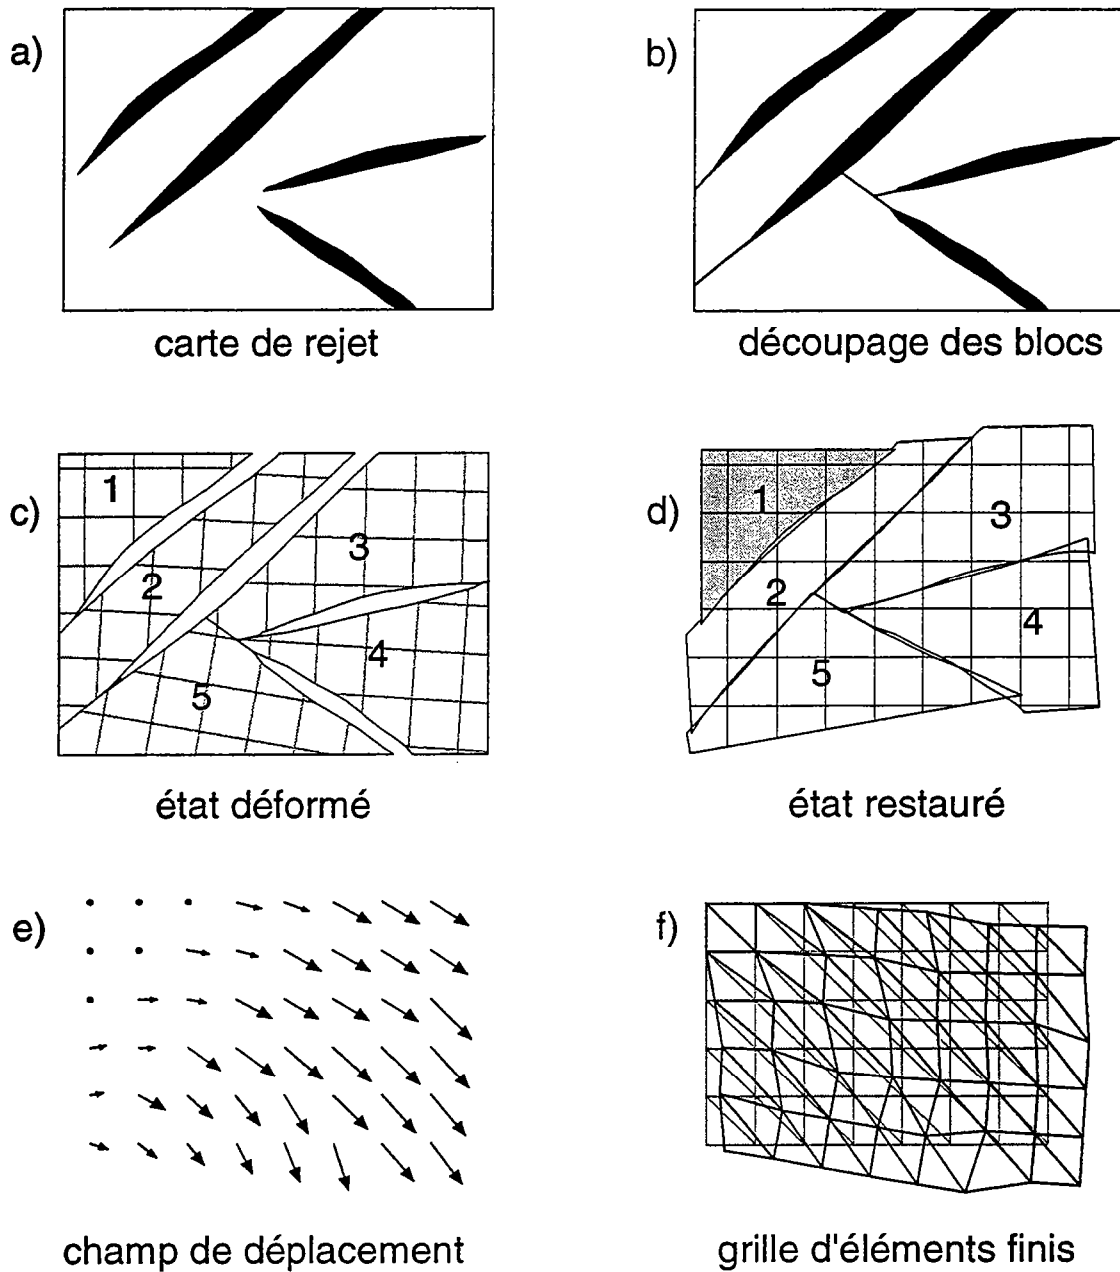 a)
b)
carte de rejet
découpage des blocs
c)
1
2
3
4
5
d)
1
2
3
4
5
état déformé
état restauré
e)
f)
champ de déplacement
grille d'éléments finis